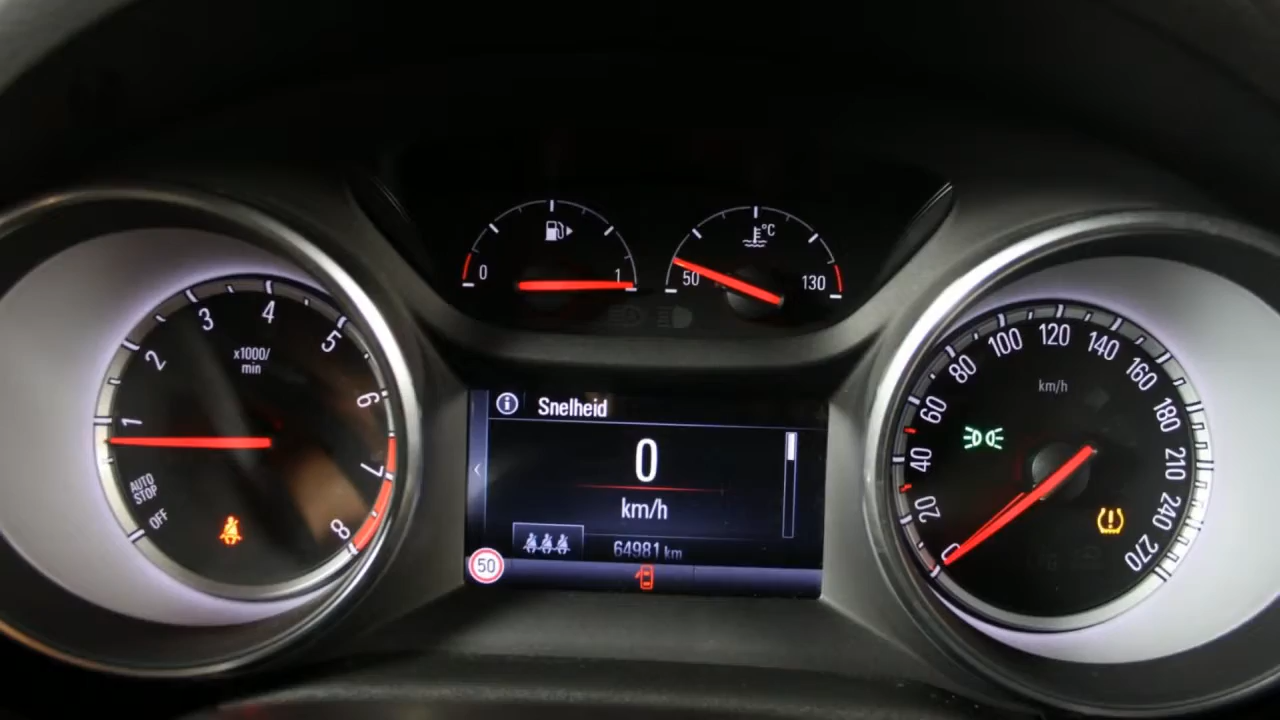 0 1
50 130
°C
x1000/
min
1 2 3 4 5 6 7 8
AUTO
STOP
OFF
Snelheid
0
km/h
64981 km
50
km/h
0 20 40 60 80 100 120 140 160 180 210 240 270